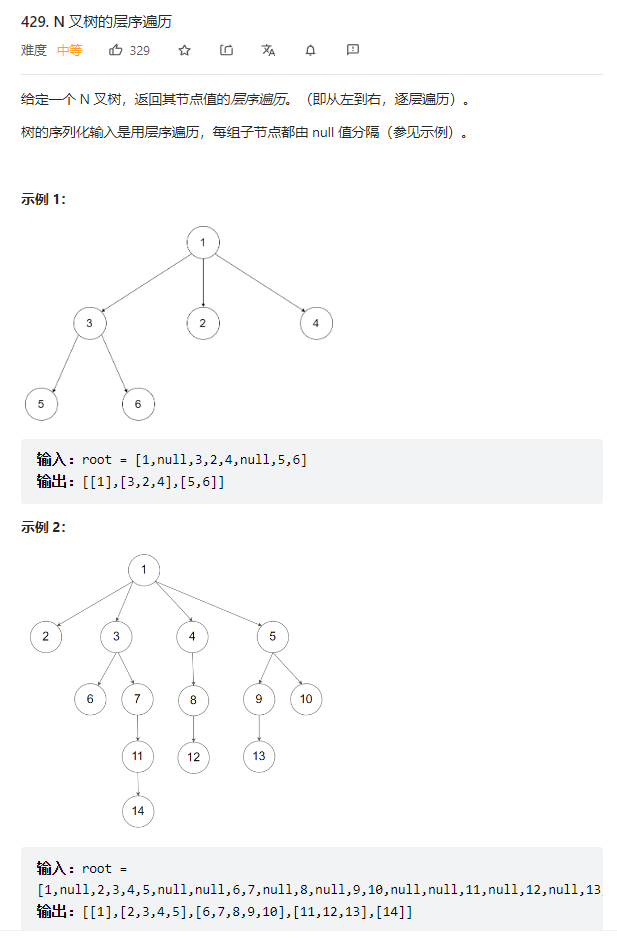 429. N 叉树的层序遍历
难度 中等 329
给定一个 N 叉树，返回其节点值的层序遍历。（即从左到右，逐层遍历）。
树的序列化输入是用层序遍历，每组子节点都由 null 值分隔（参见示例）。
示例 1：
1
3 2 4
5 6
输入：root = [1,null,3,2,4,null,5,6]
输出：[[1],[3,2,4],[5,6]]
示例 2：
1
2 3 4 5
6 7 8 9 10
11 12 13
14
输入：root =
[1,null,2,3,4,5,null,null,6,7,null,8,null,9,10,null,null,11,null,12,null,13,
输出：[[1],[2,3,4,5],[6,7,8,9,10],[11,12,13],[14]]